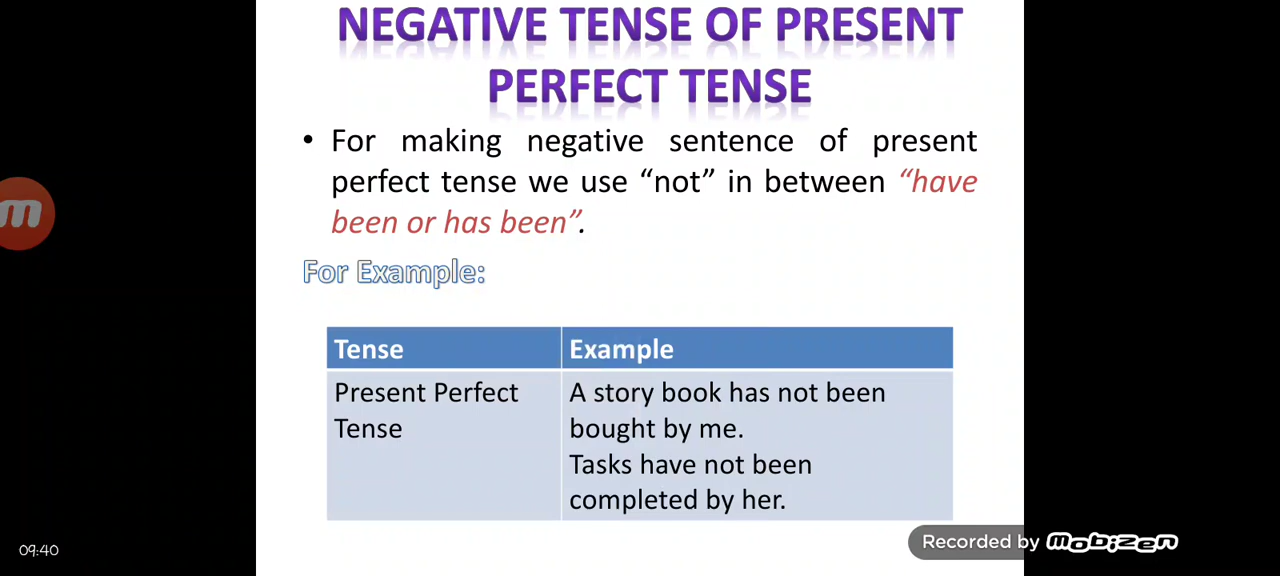 NEGATIVE TENSE OF PRESENT
PERFECT TENSE
• For making negative sentence of present
perfect tense we use “not” in between “have
been or has been”.
For Example:
Tense
Example
Present Perfect
Tense
A story book has not been
bought by me.
Tasks have not been
completed by her.
09:40
Recorded by mobizen